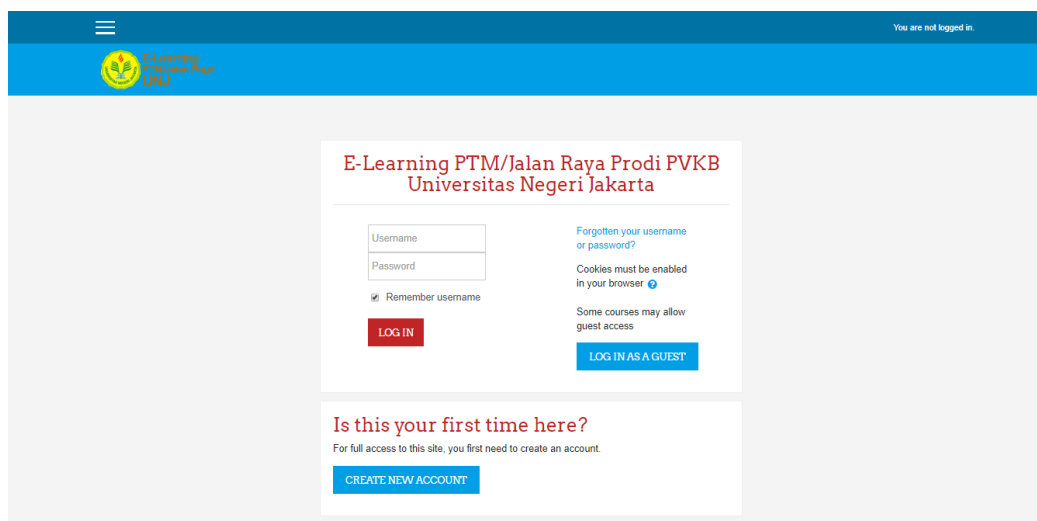 You are not logged in.
E-Learning
PTM/Jalan Raya
UNJ
E-Learning PTM/Jalan Raya Prodi PVKB
Universitas Negeri Jakarta
Username
Password
Remember username
LOG IN
Forgotten your username
or password?
Cookies must be enabled
in your browser
Some courses may allow
guest access
LOG IN AS A GUEST
Is this your first time here?
For full access to this site, you first need to create an account.
CREATE NEW ACCOUNT